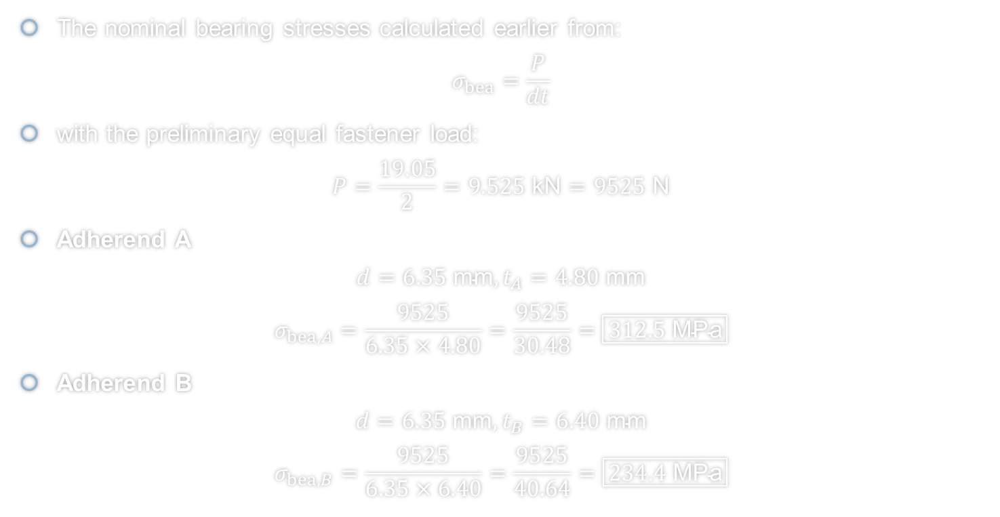 The nominal bearing stresses calculated earlier from:
σ_bea = P/dt
with the preliminary equal fastener load:
P = 19.05/2 = 9.525 kN = 9525 N
Adherend A
d = 6.35 mm, t_A = 4.80 mm
σ_bea,A = 9525/(6.35 × 4.80) = 9525/30.48 = 312.5 MPa
Adherend B
d = 6.35 mm, t_B = 6.40 mm
σ_bea,B = 9525/(6.35 × 6.40) = 9525/40.64 = 234.4 MPa